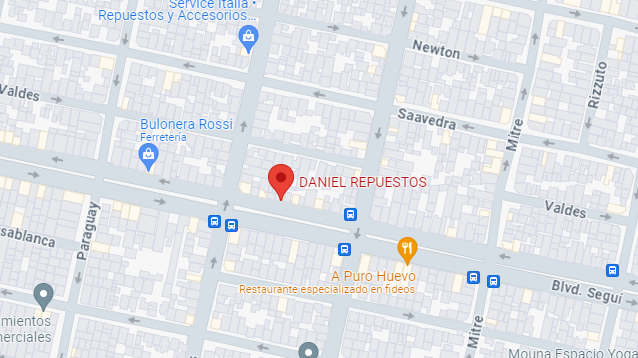 Service Italia •
Repuestos y Accesorios...
Newton
Rizzuto
Valdes
Saavedra
Mitre
Bulonera Rossi
Ferretería
DANIEL REPUESTOS
Valdes
Paraguay
A Puro Huevo
Restaurante especializado en fideos
Blvd. Seguí
Mitre
Mouna Espacio Yoga